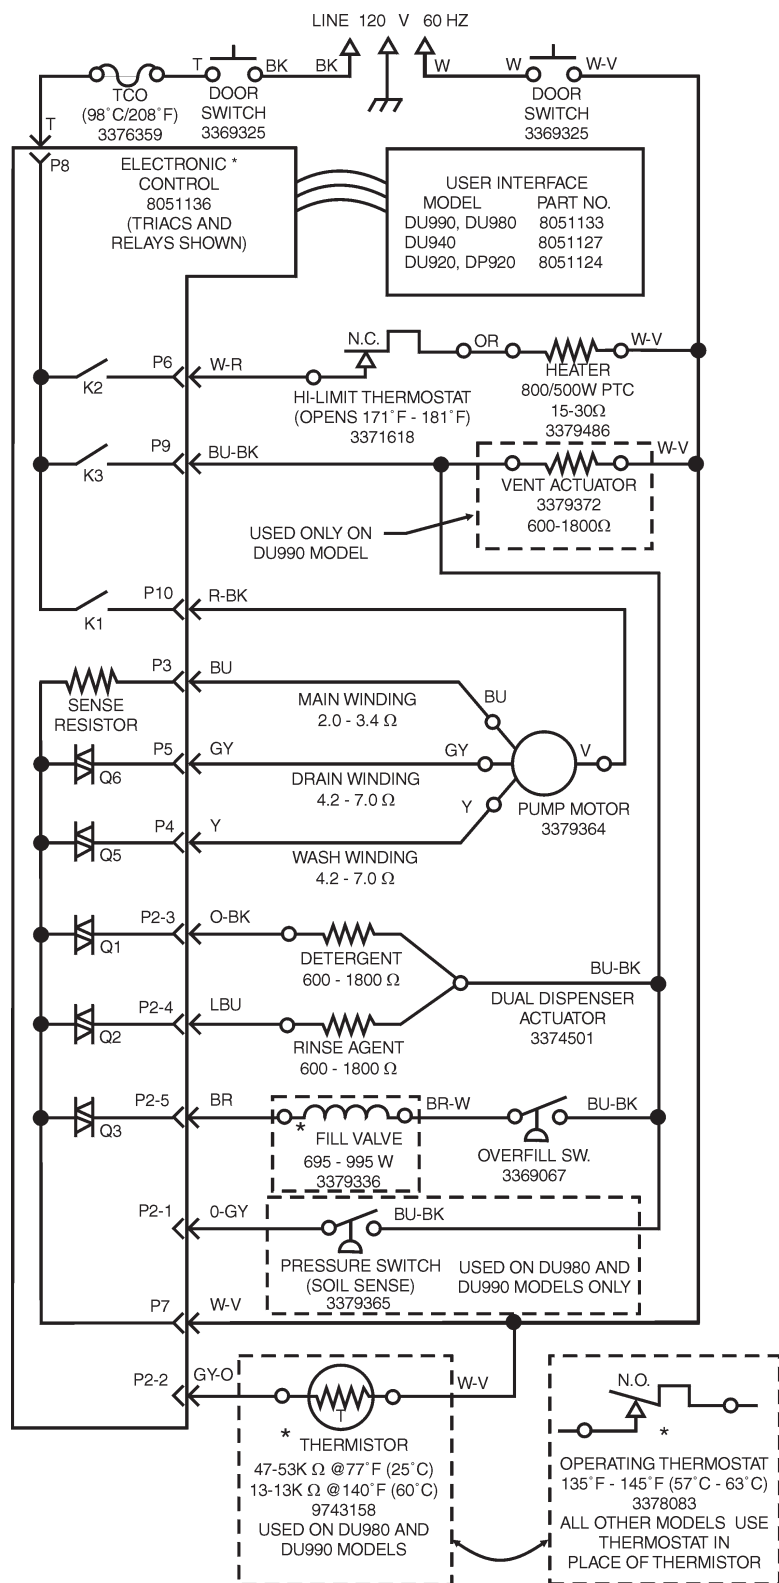 LINE 120 V 60 HZ
T
BK
BK
W
W
W-V
TCO
(98°C/208°F)
3376359
DOOR
SWITCH
3369325
DOOR
SWITCH
3369325
T
P8
ELECTRONIC *
CONTROL
8051136
(TRIACS AND
RELAYS SHOWN)
USER INTERFACE
MODEL PART NO.
DU990, DU980 8051133
DU940 8051127
DU920, DP920 8051124
K2
P6
W-R
N.C.
OR
W-V
HI-LIMIT THERMOSTAT
(OPENS 171°F - 181°F)
3371618
HEATER
800/500W PTC
15-30Ω
3379486
K3
P9
BU-BK
W-V
VENT ACTUATOR
3379372
600-1800Ω
USED ONLY ON
DU990 MODEL
K1
P10
R-BK
SENSE
RESISTOR
P3
BU
MAIN WINDING
2.0 - 3.4 Ω
BU
Q6
P5
GY
GY
V
DRAIN WINDING
4.2 - 7.0 Ω
PUMP MOTOR
3379364
Q5
P4
Y
Y
WASH WINDING
4.2 - 7.0 Ω
Q1
P2-3
O-BK
DETERGENT
600 - 1800 Ω
BU-BK
DUAL DISPENSER
ACTUATOR
3374501
Q2
P2-4
LBU
RINSE AGENT
600 - 1800 Ω
Q3
P2-5
BR
* FILL VALVE
695 - 995 W
3379336
BR-W
BU-BK
OVERFILL SW.
3369067
P2-1
0-GY
BU-BK
PRESSURE SWITCH
(SOIL SENSE)
3379365
USED ON DU980 AND
DU990 MODELS ONLY
P7
W-V
P2-2
GY-O
T
W-V
* THERMISTOR
47-53K Ω @77°F (25°C)
13-13K Ω @140°F (60°C)
9743158
USED ON DU980 AND
DU990 MODELS
N.O.
*
OPERATING THERMOSTAT
135°F - 145°F (57°C - 63°C)
3378083
ALL OTHER MODELS USE
THERMOSTAT IN
PLACE OF THERMISTOR